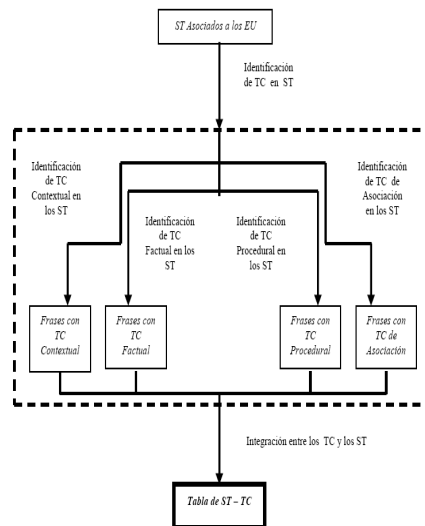 ST Asociados a los EU
Identificación
de TC en ST
Identificación
de TC
Contextual en
los ST
Identificación
de TC de
Asociación
en los ST
Identificación
de TC
Factual en los
ST
Identificación
de TC
Procedural en
los ST
Frases con
TC
Contextual
Frases con
TC
Factual
Frases con
TC
Procedural
Frases con
TC de
Asociación
Integración entre los TC y los ST
Tabla de ST – TC